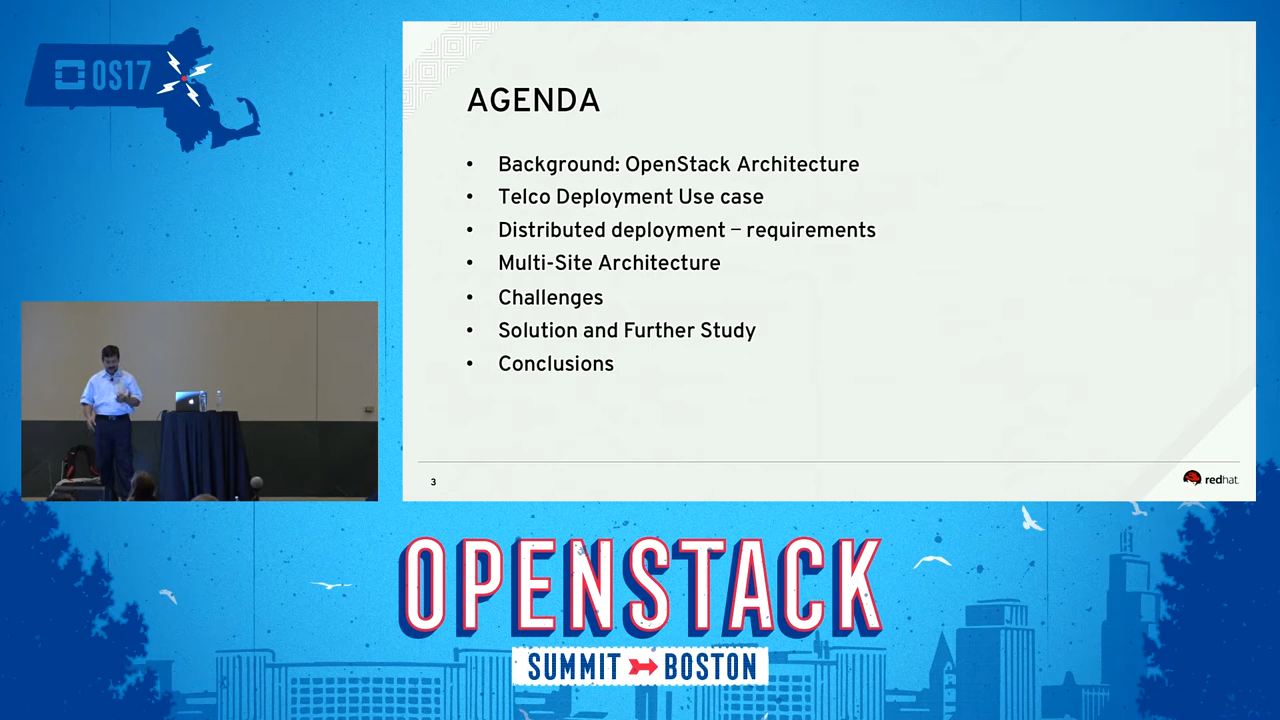 OS17
AGENDA
• Background: OpenStack Architecture
• Telco Deployment Use case
• Distributed deployment – requirements
• Multi-Site Architecture
• Challenges
• Solution and Further Study
• Conclusions
3
redhat.
OPENSTACK
SUMMIT BOSTON